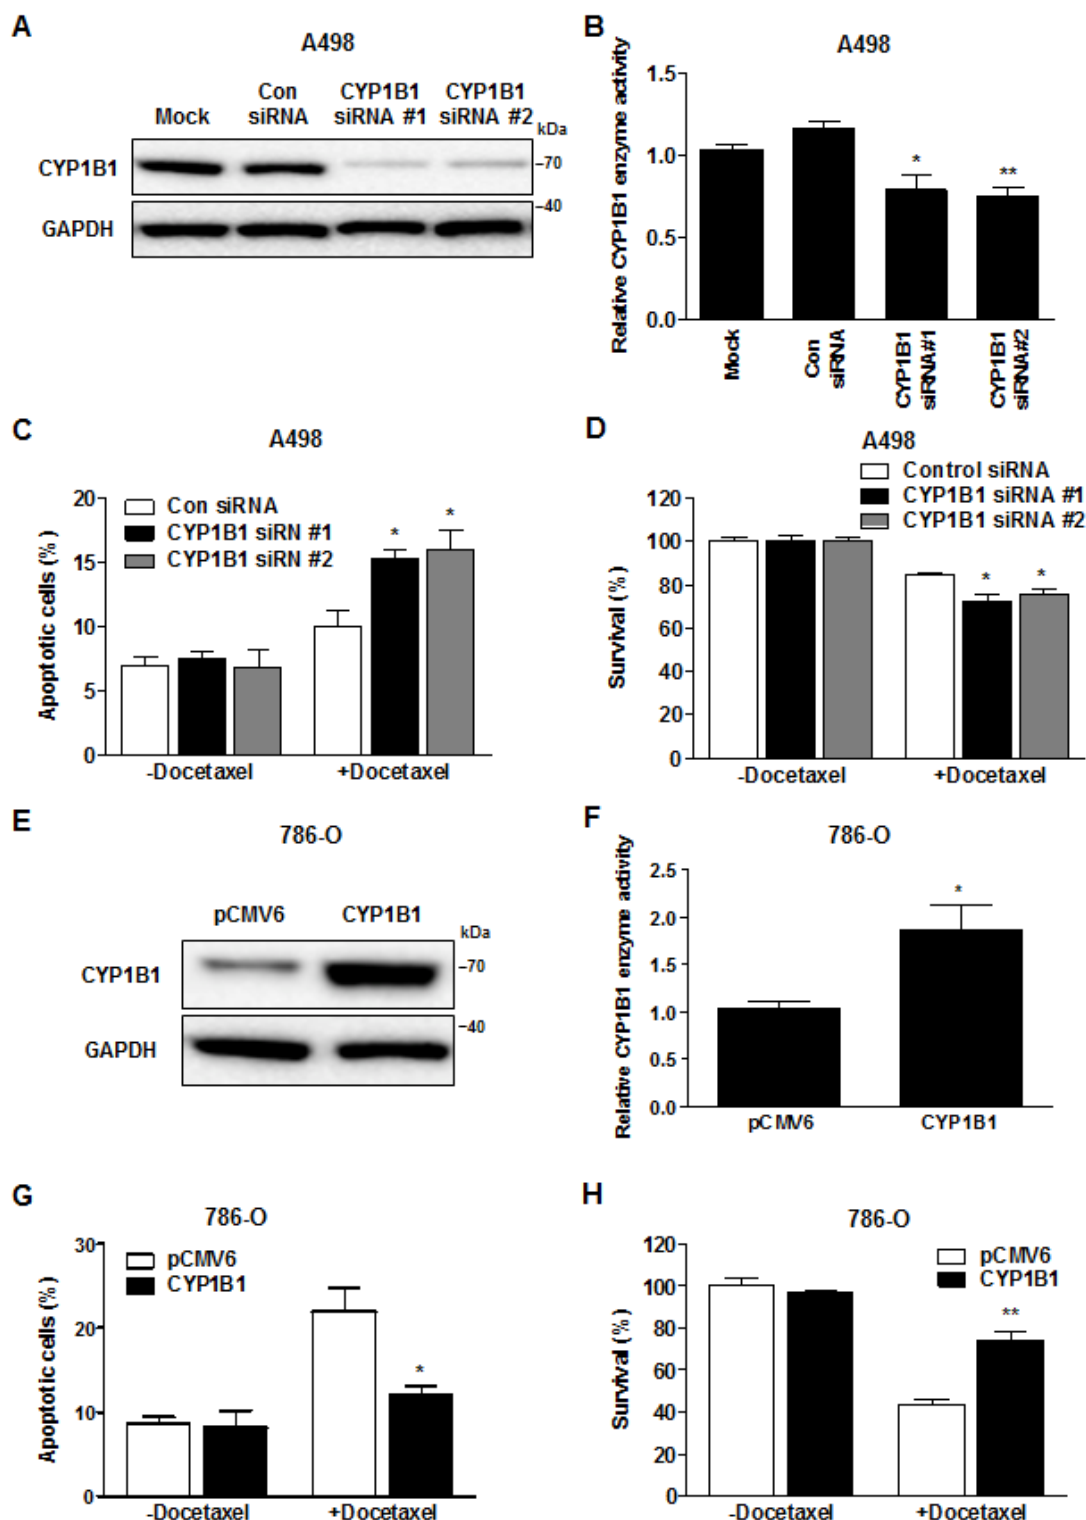 A
A498
Mock
Con
siRNA
CYP1B1
siRNA #1
CYP1B1
siRNA #2
kDa
CYP1B1
–70
–40
GAPDH
B
A498
Relative CYP1B1 enzyme activity
1.5
1.0
0.5
0.0
*
**
Mock
Con
siRNA
CYP1B1
siRNA#1
CYP1B1
siRNA#2
C
A498
Apoptotic cells (%)
20
15
10
5
0
Con siRNA
CYP1B1 siRN #1
CYP1B1 siRN #2
*
*
-Docetaxel
+Docetaxel
D
A498
Control siRNA
CYP1B1 siRNA #1
CYP1B1 siRNA #2
Survival (%)
120
100
80
60
40
20
0
*
*
-Docetaxel
+Docetaxel
E
786-O
pCMV6
CYP1B1
kDa
CYP1B1
–70
–40
GAPDH
F
786-O
Relative CYP1B1 enzyme activity
2.5
2.0
1.5
1.0
0.5
0.0
*
pCMV6
CYP1B1
G
786-O
Apoptotic cells (%)
30
20
10
0
pCMV6
CYP1B1
*
-Docetaxel
+Docetaxel
H
786-O
Survival (%)
120
100
80
60
40
20
0
pCMV6
CYP1B1
**
-Docetaxel
+Docetaxel